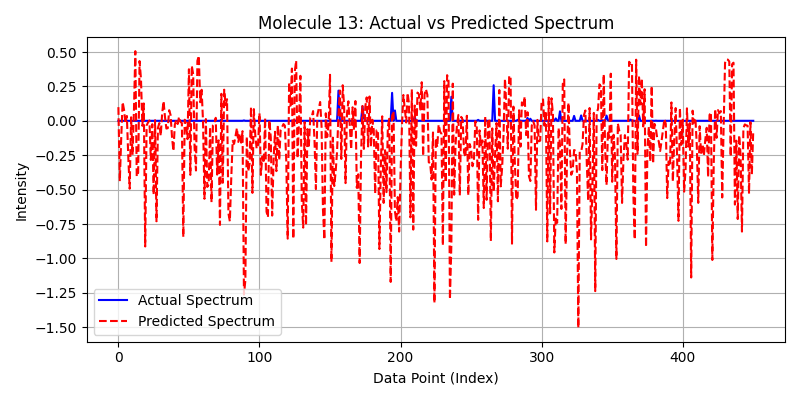 Molecule 13: Actual vs Predicted Spectrum
0.50
0.25
0.00
−0.25
−0.50
−0.75
−1.00
−1.25
−1.50
Intensity
Actual Spectrum
Predicted Spectrum
0 100 200 300 400
Data Point (Index)